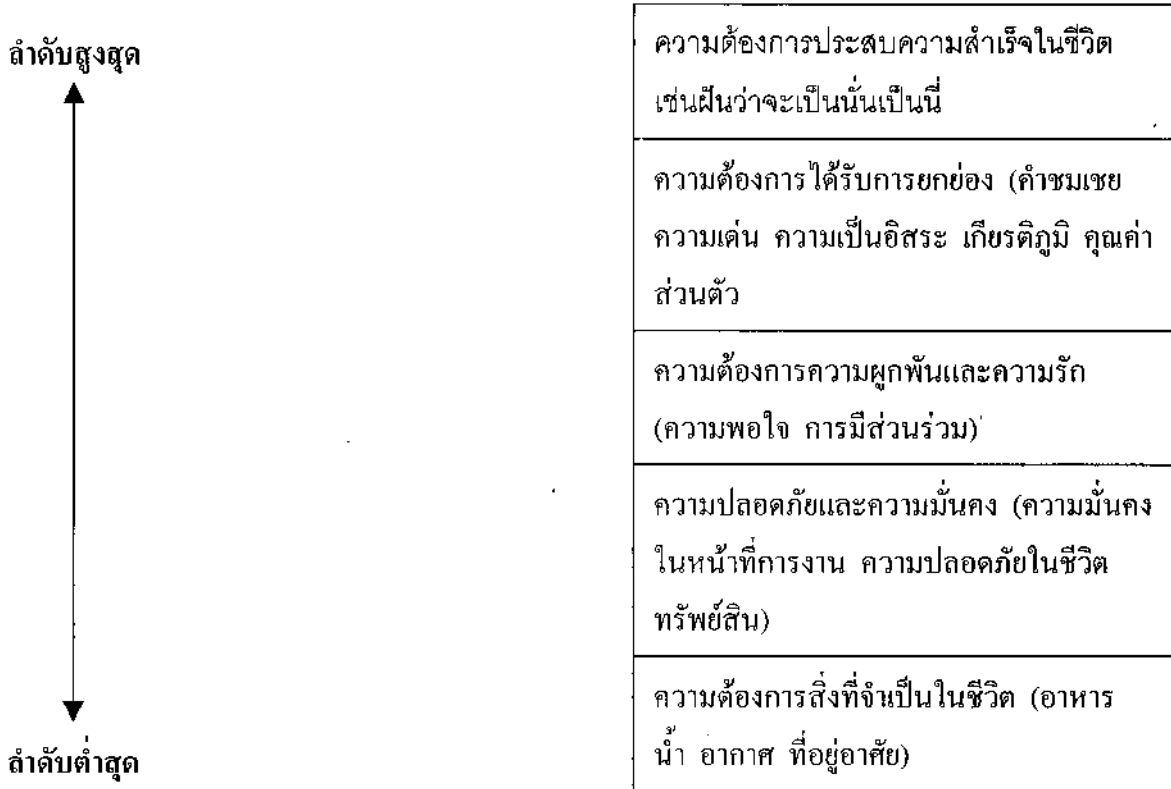 ลำดับสูงสุด
ความต้องการประสบความสำเร็จในชีวิต
เช่นฝันว่าจะเป็นนั่นเป็นนี่
ความต้องการได้รับการยกย่อง (คำชมเชย
ความเด่น ความเป็นอิสระ เกียรติภูมิ คุณค่า
ส่วนตัว
ความต้องการความผูกพันและความรัก
(ความพอใจ การมีส่วนร่วม)
ความปลอดภัยและความมั่นคง (ความมั่นคง
ในหน้าที่การงาน ความปลอดภัยในชีวิต
ทรัพย์สิน)
ความต้องการสิ่งที่จำเป็นในชีวิต (อาหาร
น้ำ อากาศ ที่อยู่อาศัย)
ลำดับต่ำสุด